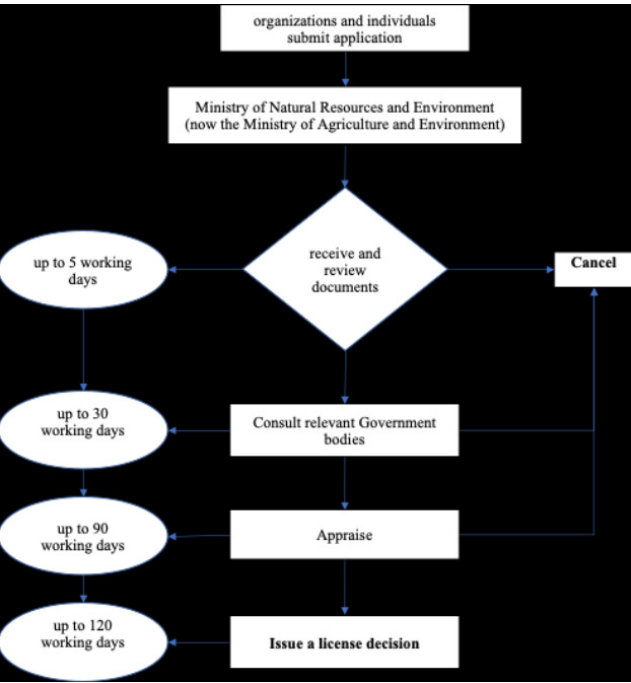 organizations and individuals
submit application
Ministry of Natural Resources and Environment
(now the Ministry of Agriculture and Environment)
receive and
review
documents
up to 5 working
days
Cancel
up to 30
working days
Consult relevant Government
bodies
up to 90
working days
Appraise
up to 120
working days
Issue a license decision